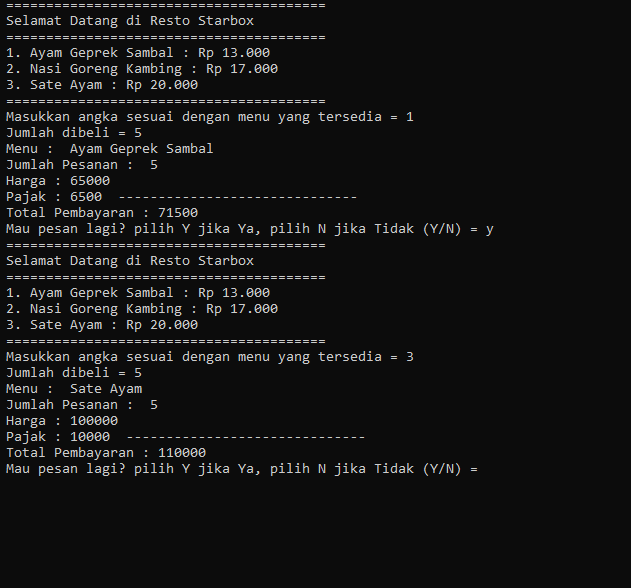 ========================================
Selamat Datang di Resto Starbox
========================================
1. Ayam Geprek Sambal : Rp 13.000
2. Nasi Goreng Kambing : Rp 17.000
3. Sate Ayam : Rp 20.000
========================================
Masukkan angka sesuai dengan menu yang tersedia = 1
Jumlah dibeli = 5
Menu :  Ayam Geprek Sambal
Jumlah Pesanan :  5
Harga : 65000
Pajak : 6500  ------------------------------
Total Pembayaran : 71500
Mau pesan lagi? pilih Y jika Ya, pilih N jika Tidak (Y/N) = y
========================================
Selamat Datang di Resto Starbox
========================================
1. Ayam Geprek Sambal : Rp 13.000
2. Nasi Goreng Kambing : Rp 17.000
3. Sate Ayam : Rp 20.000
========================================
Masukkan angka sesuai dengan menu yang tersedia = 3
Jumlah dibeli = 5
Menu :  Sate Ayam
Jumlah Pesanan :  5
Harga : 100000
Pajak : 10000  ------------------------------
Total Pembayaran : 110000
Mau pesan lagi? pilih Y jika Ya, pilih N jika Tidak (Y/N) =